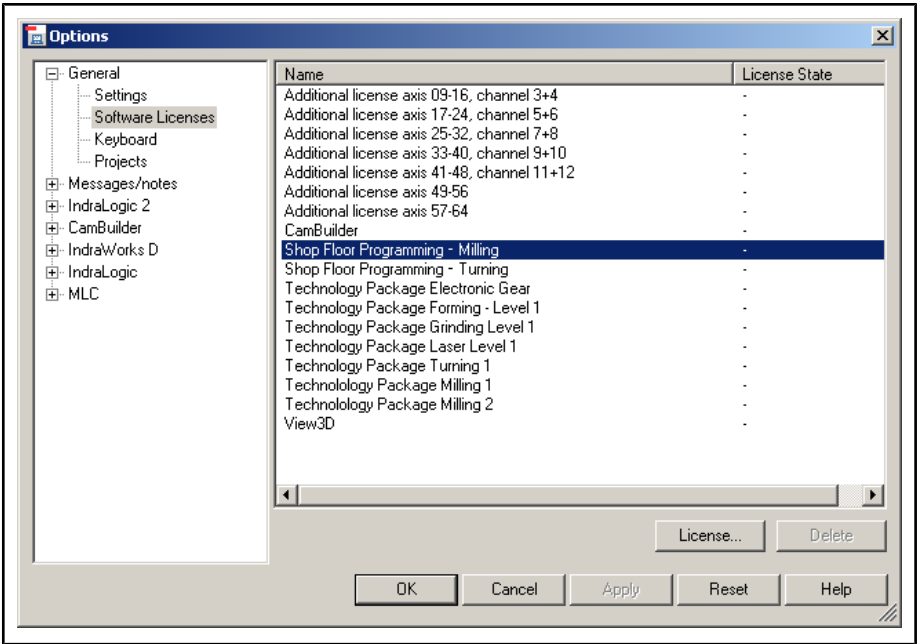 Options
General
Settings
Software Licenses
Keyboard
Projects
Messages/notes
IndraLogic 2
CamBuilder
IndraWorks D
IndraLogic
MLC
Name License State
Additional license axis 09-16, channel 3+4 -
Additional license axis 17-24, channel 5+6 -
Additional license axis 25-32, channel 7+8 -
Additional license axis 33-40, channel 9+10 -
Additional license axis 41-48, channel 11+12 -
Additional license axis 49-56 -
Additional license axis 57-64 -
CamBuilder -
Shop Floor Programming - Milling -
Shop Floor Programming - Turning -
Technology Package Electronic Gear -
Technology Package Forming - Level 1 -
Technology Package Grinding Level 1 -
Technology Package Laser Level 1 -
Technology Package Turning 1 -
Technolology Package Milling 1 -
Technolology Package Milling 2 -
View3D -
License... Delete
OK Cancel Apply Reset Help